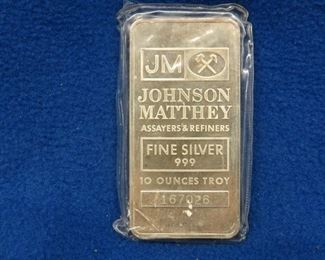 JM
JOHNSON
MATTHEY
ASSAYERS & REFINERS
FINE SILVER
999
10 OUNCES TROY
167026